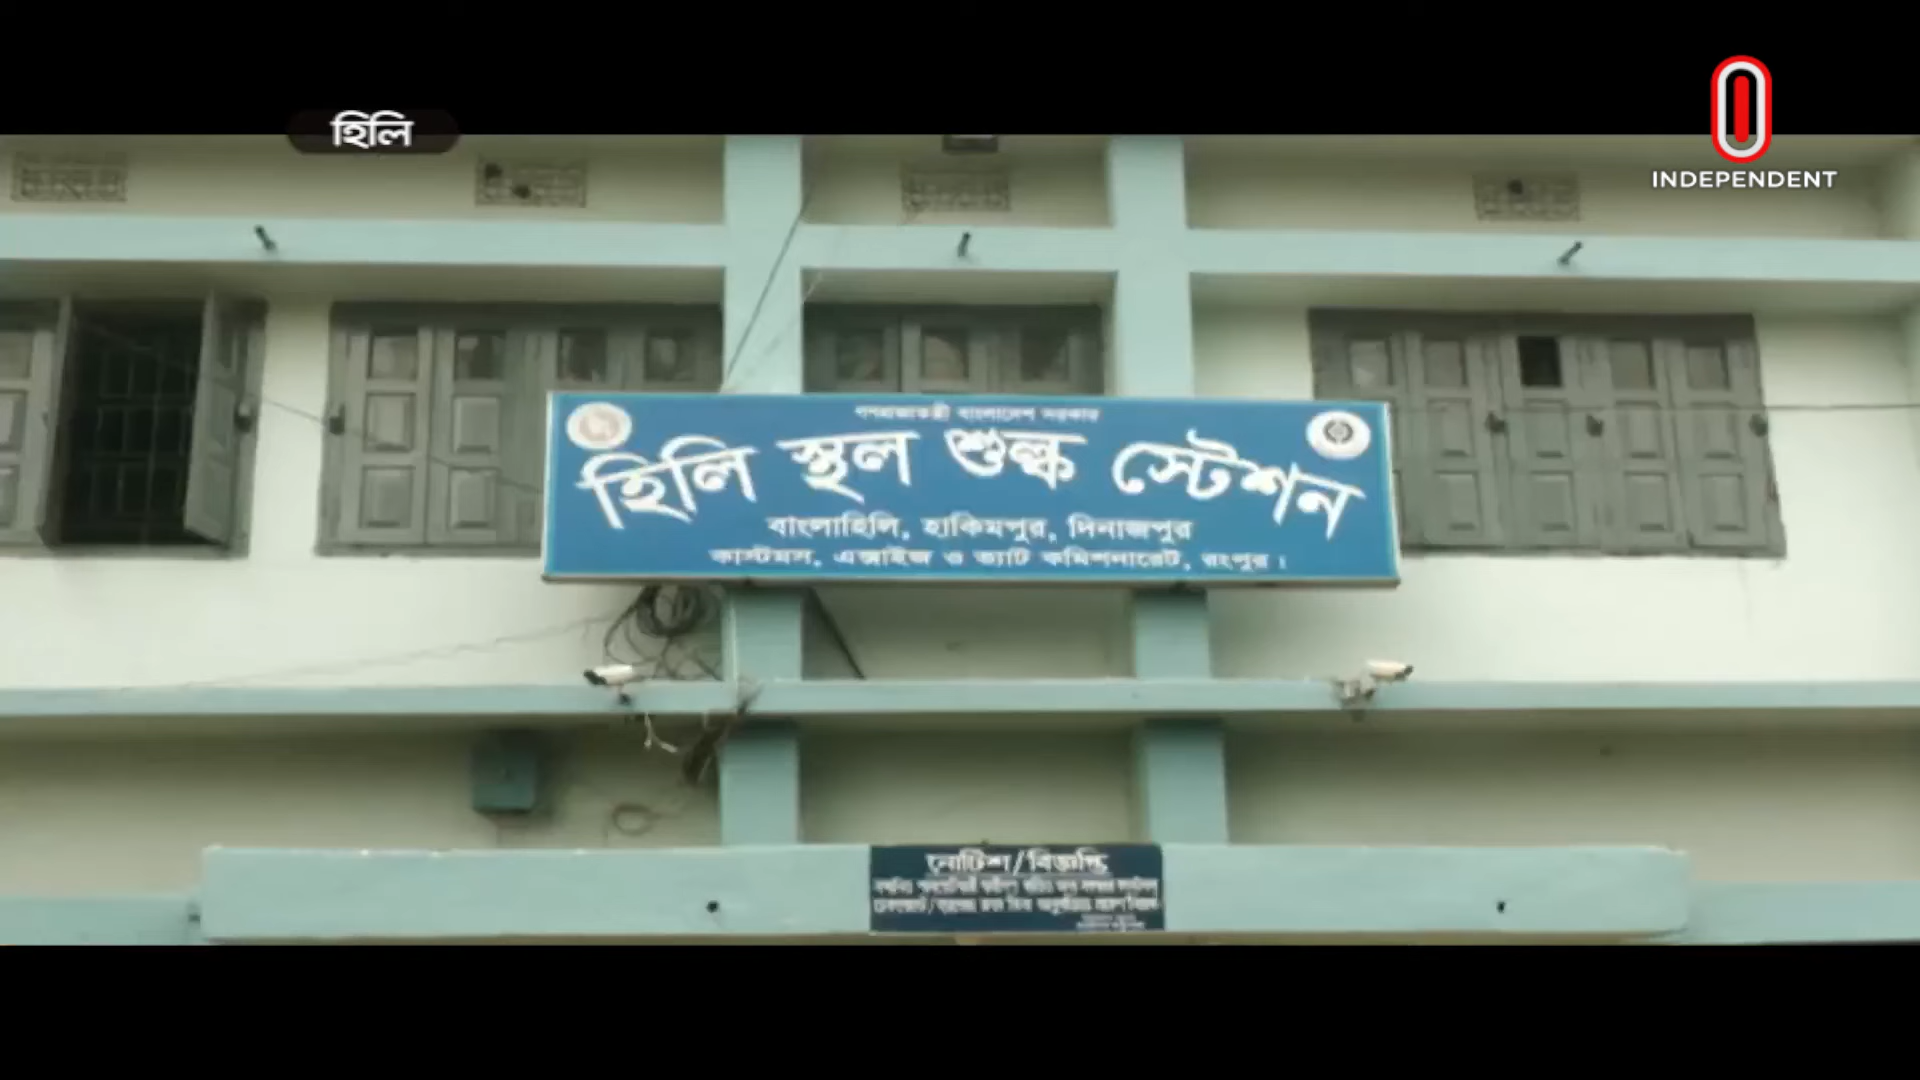 হিলি
INDEPENDENT
গণপ্রজাতন্ত্রী বাংলাদেশ সরকার
হিলি স্থল শুল্ক স্টেশন
বাংলাহিলি, হাকিমপুর, দিনাজপুর
কাস্টমস, এক্সাইজ ও ভ্যাট কমিশনারেট, রংপুর।
নোটিশ/বিজ্ঞপ্তি